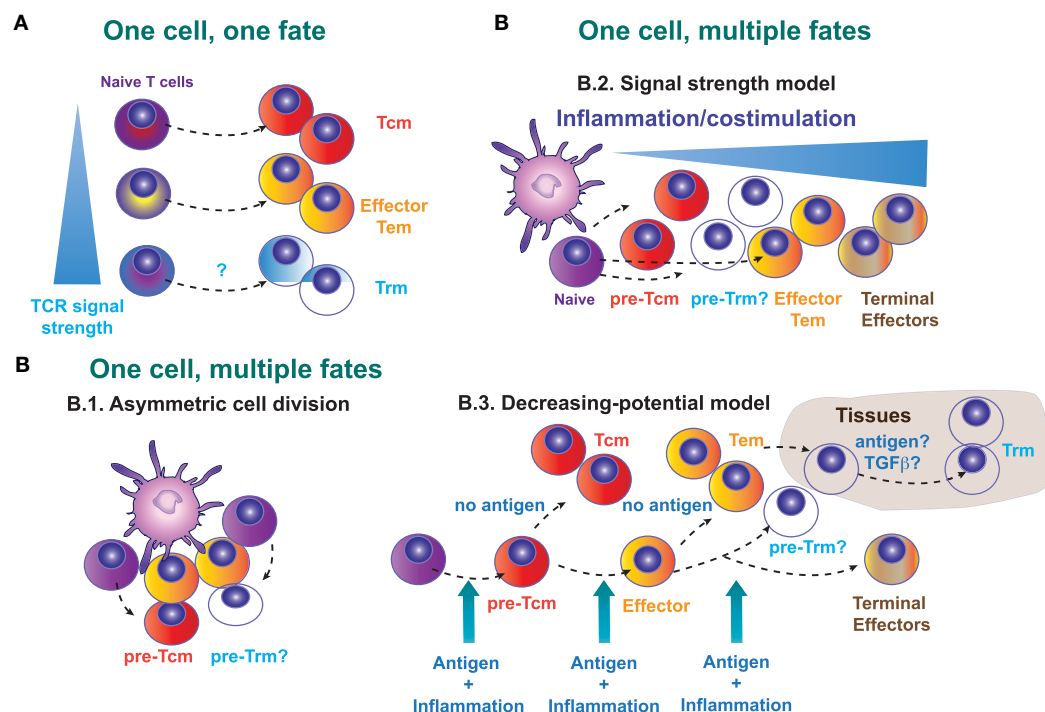 A
One cell, one fate
Naive T cells
Tcm
Effector
Tem
?
Trm
TCR signal
strength
B
One cell, multiple fates
B.2. Signal strength model
Inflammation/costimulation
Naive
pre-Tcm
pre-Trm?
Effector
Tem
Terminal
Effectors
B
One cell, multiple fates
B.1. Asymmetric cell division
pre-Tcm
pre-Trm?
B.3. Decreasing-potential model
Tissues
Tcm
Tem
antigen?
TGFβ?
Trm
no antigen
no antigen
pre-Trm?
pre-Tcm
Effector
Terminal
Effectors
Antigen
+
Inflammation
Antigen
+
Inflammation
Antigen
+
Inflammation